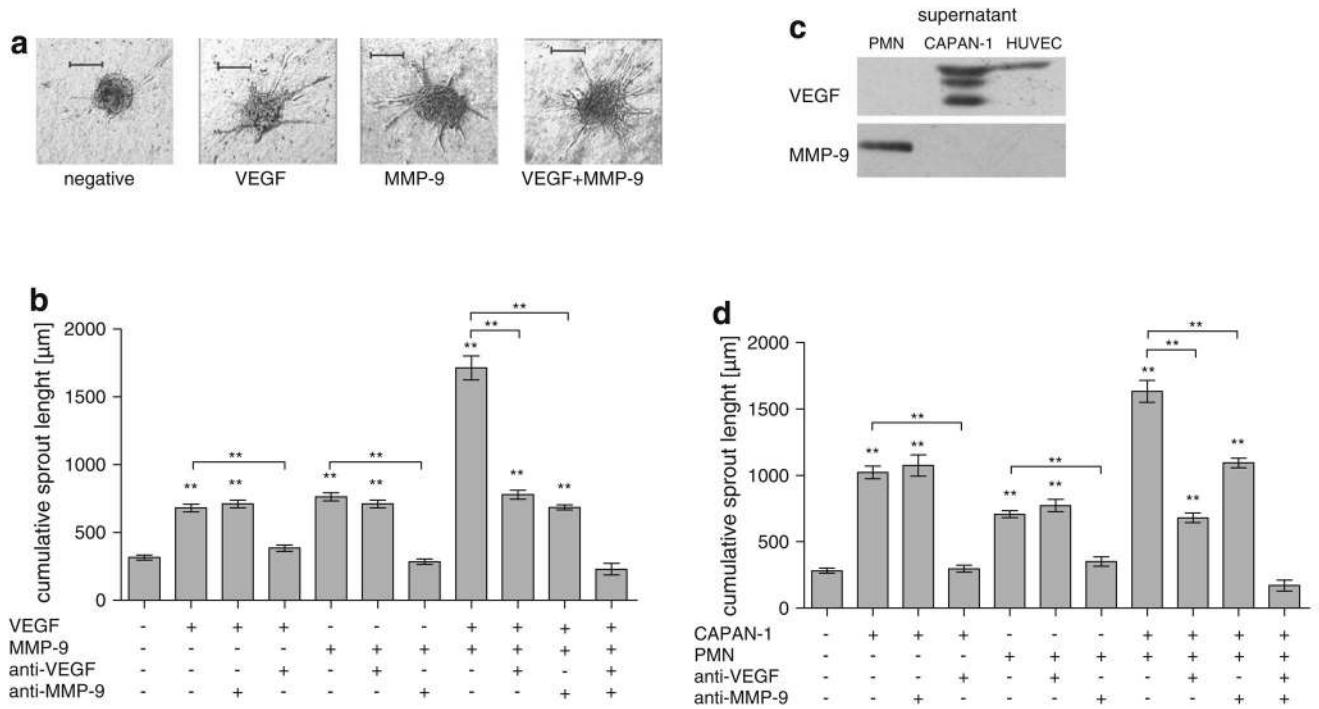 a
negative
VEGF
MMP-9
VEGF+MMP-9
c
supernatant
PMN CAPAN-1 HUVEC
VEGF
MMP-9
b
cumulative sprout lenght [µm]
2000
1500
1000
500
0
**
**
** ** ** ** ** ** ** **
** **
VEGF - + + + - - - + + + +
MMP-9 - - - - + + + + + + +
anti-VEGF - - - + - + - - + - +
anti-MMP-9 - - + - - - + - - + +
d
cumulative sprout lenght [µm]
2000
1500
1000
500
0
**
**
** ** ** ** ** ** ** **
** **
CAPAN-1 - + + + - - - + + + +
PMN - - - - + + + + + + +
anti-VEGF - - - + - + - - + - +
anti-MMP-9 - - + - - - + - - + +